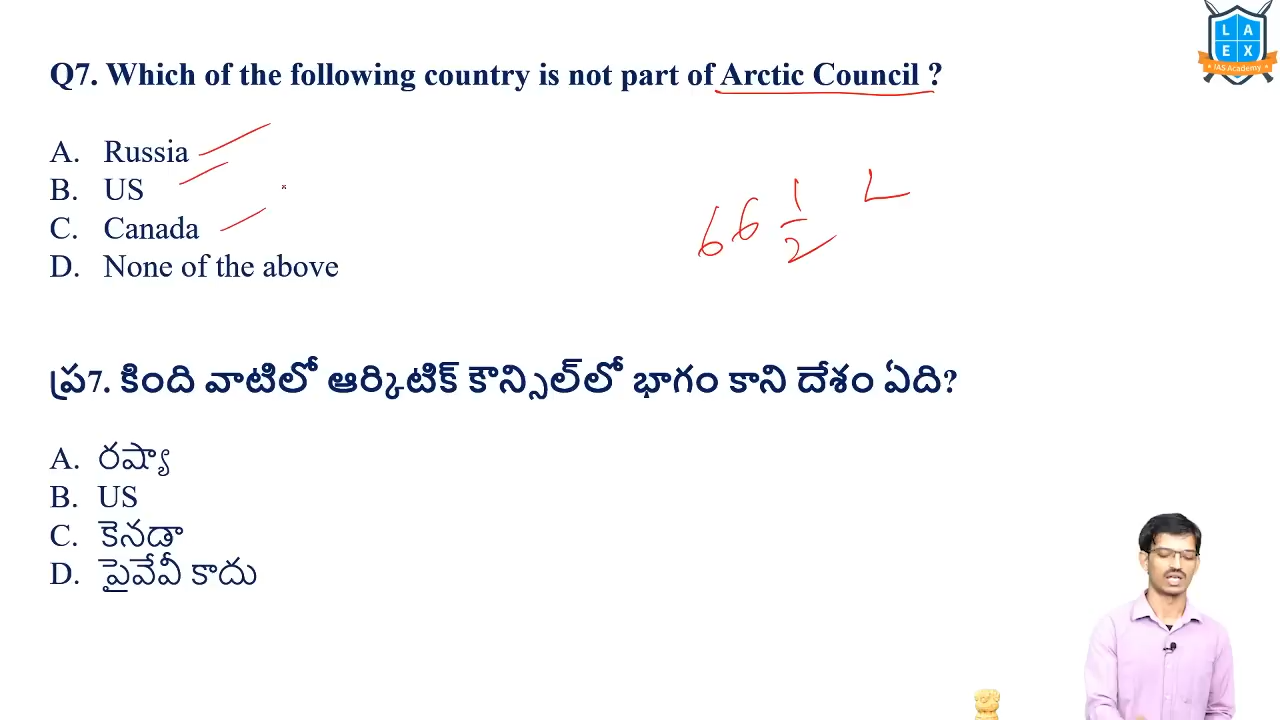 Q7. Which of the following country is not part of Arctic Council ?
A. Russia
B. US
C. Canada
D. None of the above
66 1/2
ప్ర7. కింది వాటిలో ఆర్కిటిక్ కౌన్సిల్‌లో భాగం కాని దేశం ఏది?
A. రష్యా
B. US
C. కెనడా
D. పైవేవీ కాదు
L A
E X
IAS Academy